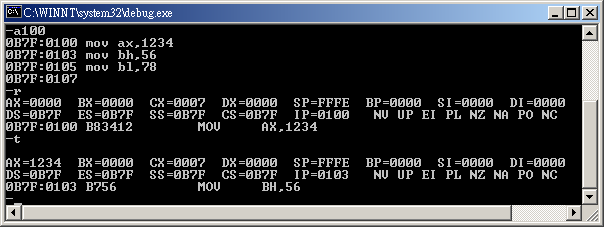 C:\WINNT\system32\debug.exe
-a100
0B7F:0100 mov ax,1234
0B7F:0103 mov bh,56
0B7F:0105 mov bl,78
0B7F:0107
-r
AX=0000  BX=0000  CX=0007  DX=0000  SP=FFFE  BP=0000  SI=0000  DI=0000
DS=0B7F  ES=0B7F  SS=0B7F  CS=0B7F  IP=0100   NV UP EI PL NZ NA PO NC
0B7F:0100 B83412        MOV     AX,1234
-t
AX=1234  BX=0000  CX=0007  DX=0000  SP=FFFE  BP=0000  SI=0000  DI=0000
DS=0B7F  ES=0B7F  SS=0B7F  CS=0B7F  IP=0103   NV UP EI PL NZ NA PO NC
0B7F:0103 B756          MOV     BH,56
-_